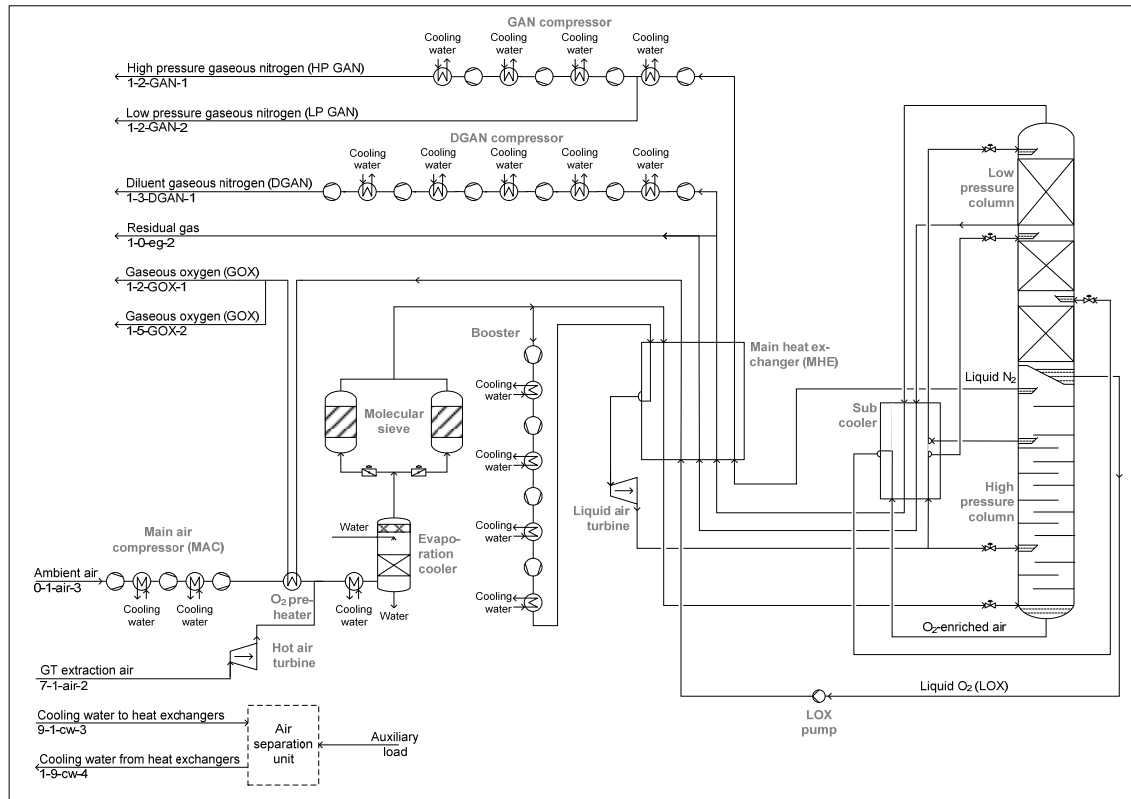 GAN compressor
Cooling
water
Cooling
water
Cooling
water
Cooling
water
High pressure gaseous nitrogen (HP GAN)
1-2-GAN-1
Low pressure gaseous nitrogen (LP GAN)
1-2-GAN-2
DGAN compressor
Cooling
water
Cooling
water
Cooling
water
Cooling
water
Cooling
water
Diluent gaseous nitrogen (DGAN)
1-3-DGAN-1
Residual gas
1-0-eg-2
Gaseous oxygen (GOX)
1-2-GOX-1
Gaseous oxygen (GOX)
1-5-GOX-2
Low
pressure
column
Booster
Main heat ex-
changer (MHE)
Liquid N2
Cooling
water
Molecular
sieve
Sub
cooler
Cooling
water
High
pressure
column
Liquid air
turbine
Cooling
water
Cooling
water
Water
Evapo-
ration
cooler
Main air
compressor (MAC)
Ambient air
0-1-air-3
Cooling
water
Cooling
water
O2 pre-
heater
Cooling
water
Water
O2-enriched air
Hot air
turbine
GT extraction air
7-1-air-2
Liquid O2 (LOX)
LOX
pump
Cooling water to heat exchangers
9-1-cw-3
Air
separation
unit
Auxiliary
load
Cooling water from heat exchangers
1-9-cw-4